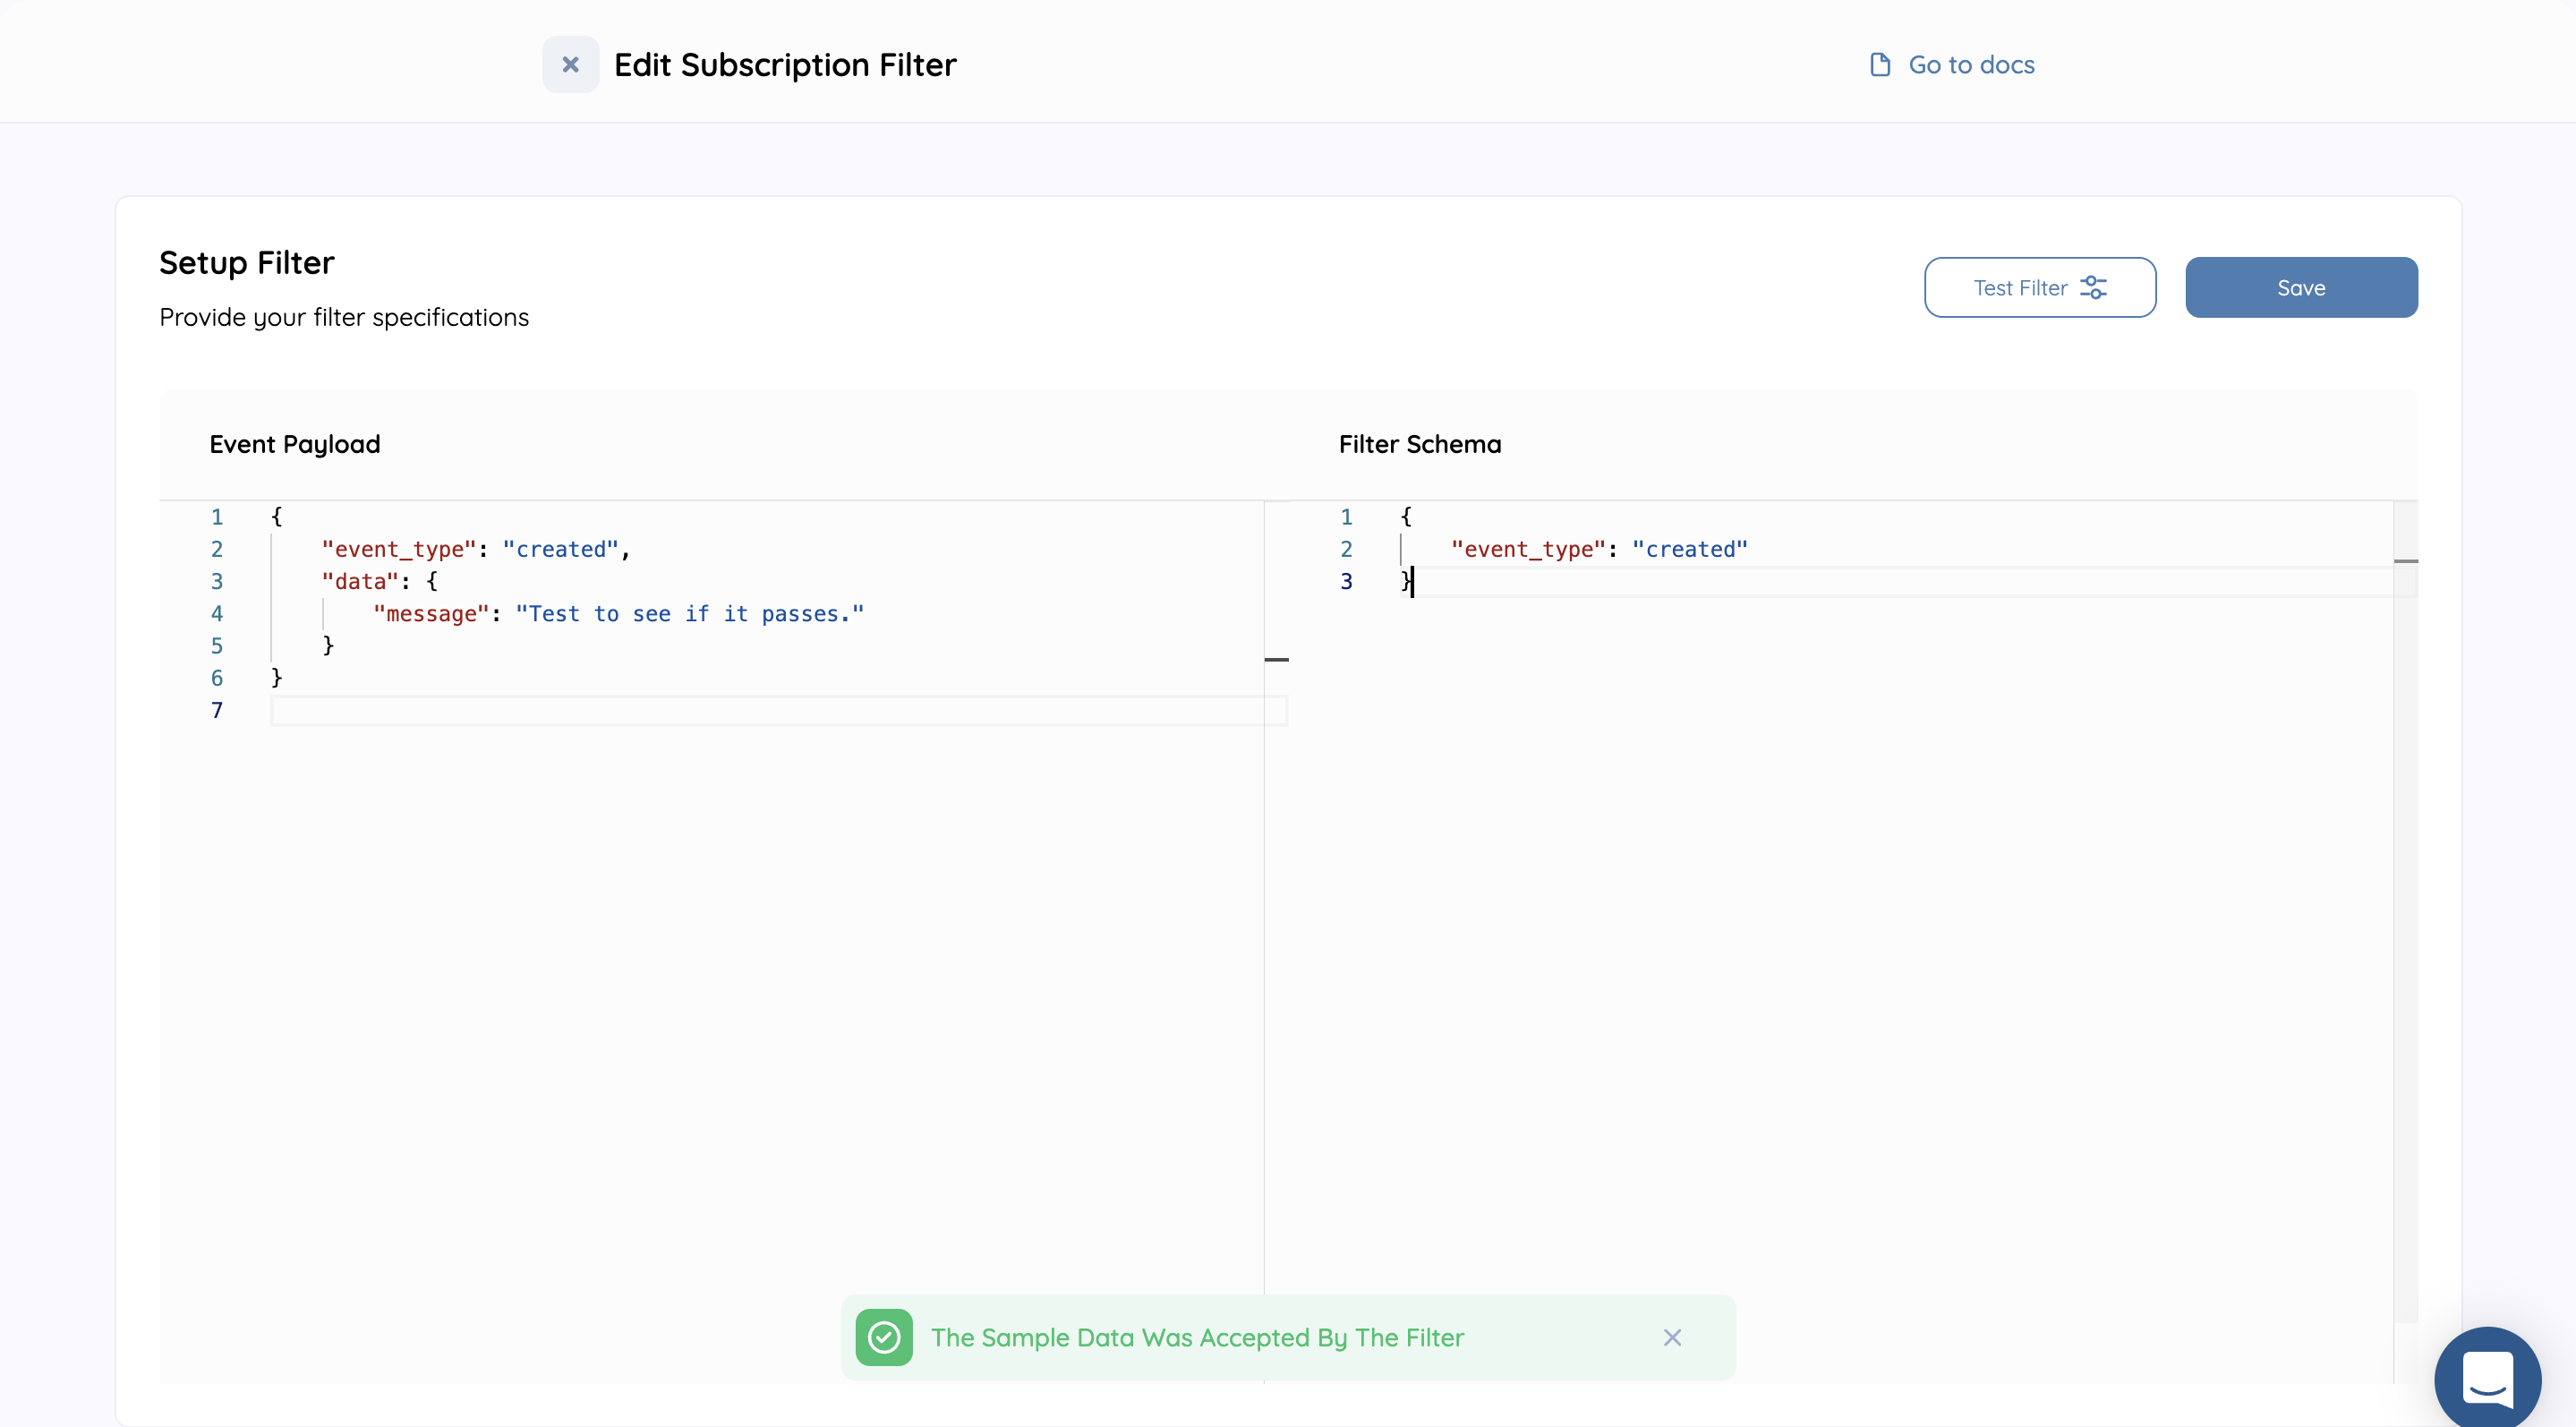 Edit Subscription Filter
Go to docs
Setup Filter
Provide your filter specifications
Test Filter
Save
Event Payload
1 {
2 "event_type": "created",
3 "data": {
4 "message": "Test to see if it passes."
5 }
6 }
7
Filter Schema
1 {
2 "event_type": "created"
3 }
The Sample Data Was Accepted By The Filter